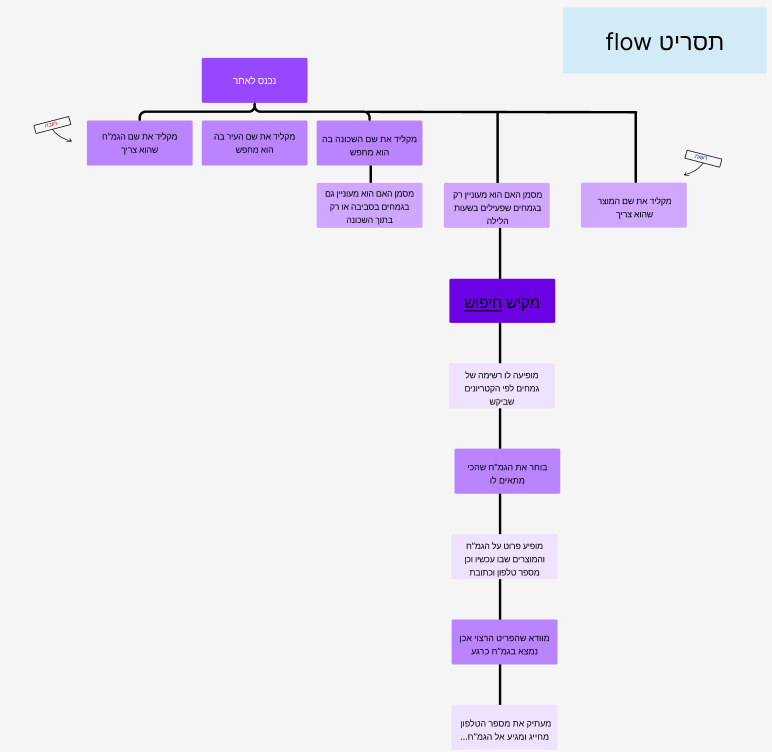 תסריט flow
נכנס לאתר
חובה
מקליד את שם הגמ"ח
שהוא צריך
מקליד את שם העיר בה
הוא מחפש
מקליד את שם השכונה בה
הוא מחפש
רשות
מסמן האם הוא מעוניין גם
בגמחים בסביבה או רק
בתוך השכונה
מסמן האם הוא מעוניין רק
בגמחים שפעילים בשעות
הלילה
מקליד את שם המוצר
שהוא צריך
מקיש חיפוש
מופיעה לו רשימה של
גמחים לפי הקטריונים
שביקש
בוחר את הגמ"ח שהכי
מתאים לו
מופיע פרוט על הגמ"ח
והמוצרים שבו עכשיו וכן
מספר טלפון וכתובת
מוודא שהפריט הרצוי אכן
נמצא בגמ"ח כרגע
מעתיק את מספר הטלפון
מחייג ומגיע אל הגמ"ח...